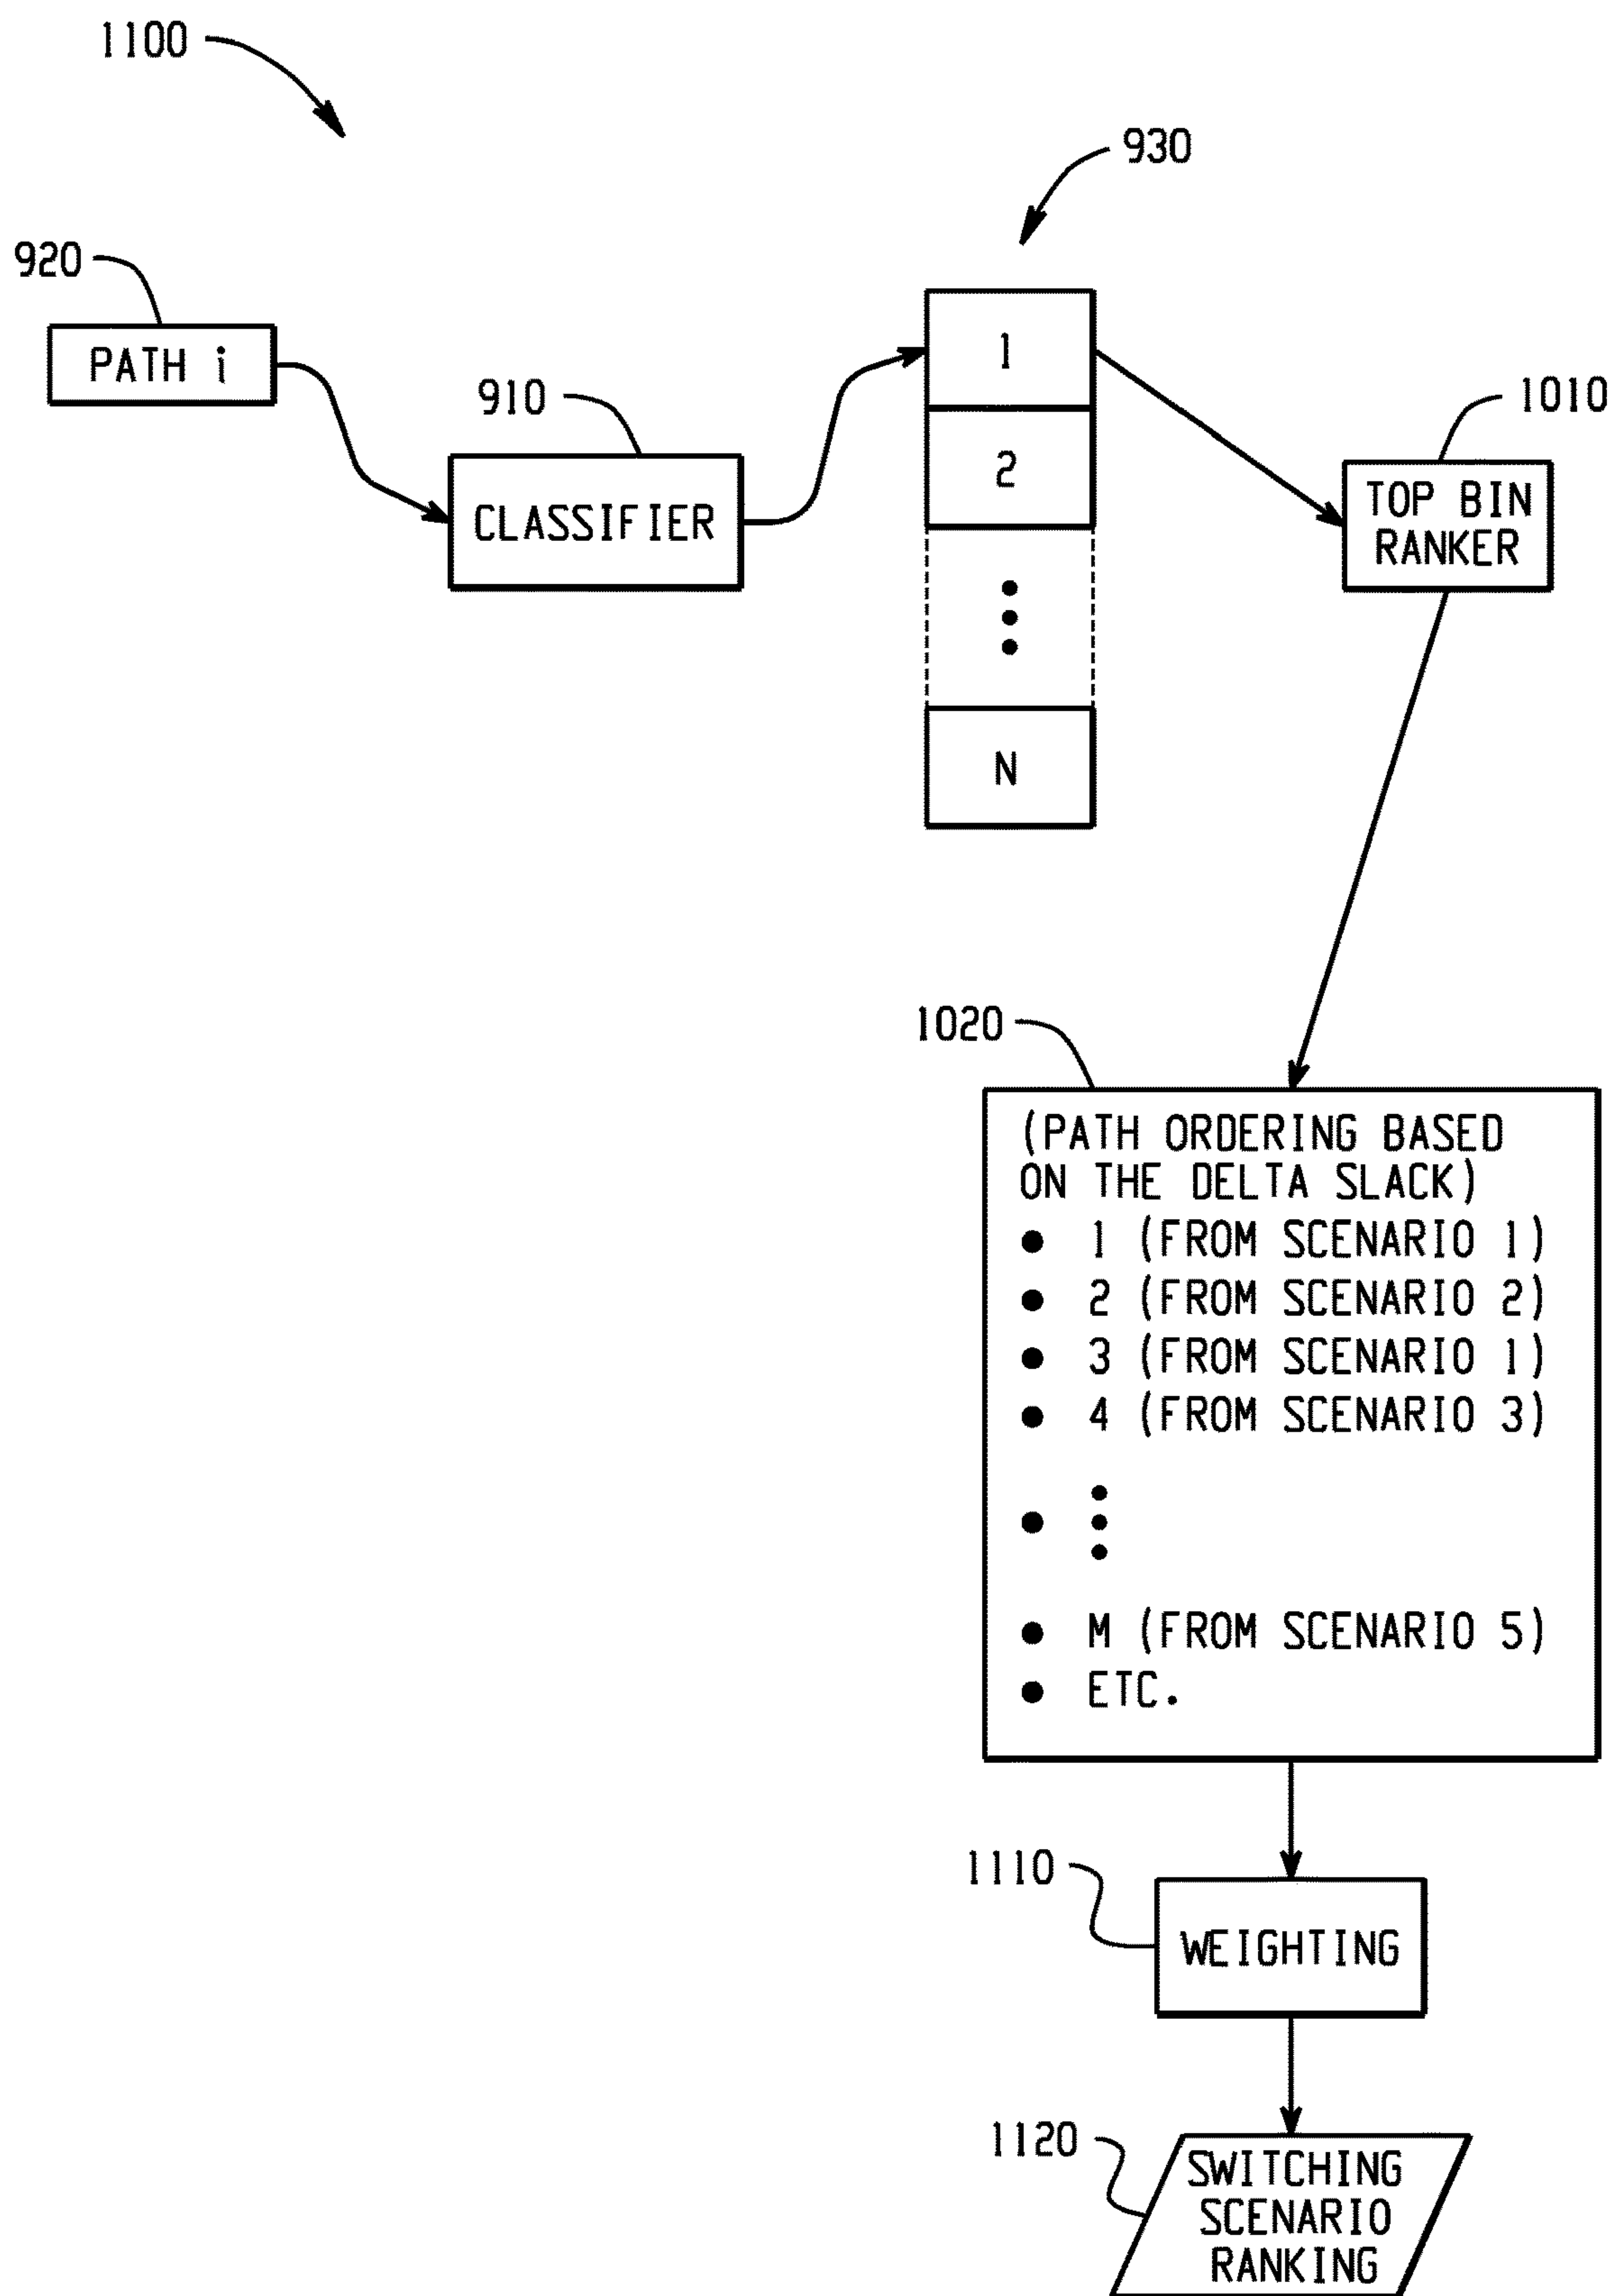 1100
930
920
PATH i
910
CLASSIFIER
1
2
N
1010
TOP BIN
RANKER
1020
(PATH ORDERING BASED
ON THE DELTA SLACK)
● 1 (FROM SCENARIO 1)
● 2 (FROM SCENARIO 2)
● 3 (FROM SCENARIO 1)
● 4 (FROM SCENARIO 3)
● M (FROM SCENARIO 5)
● ETC.
1110
WEIGHTING
1120
SWITCHING
SCENARIO
RANKING